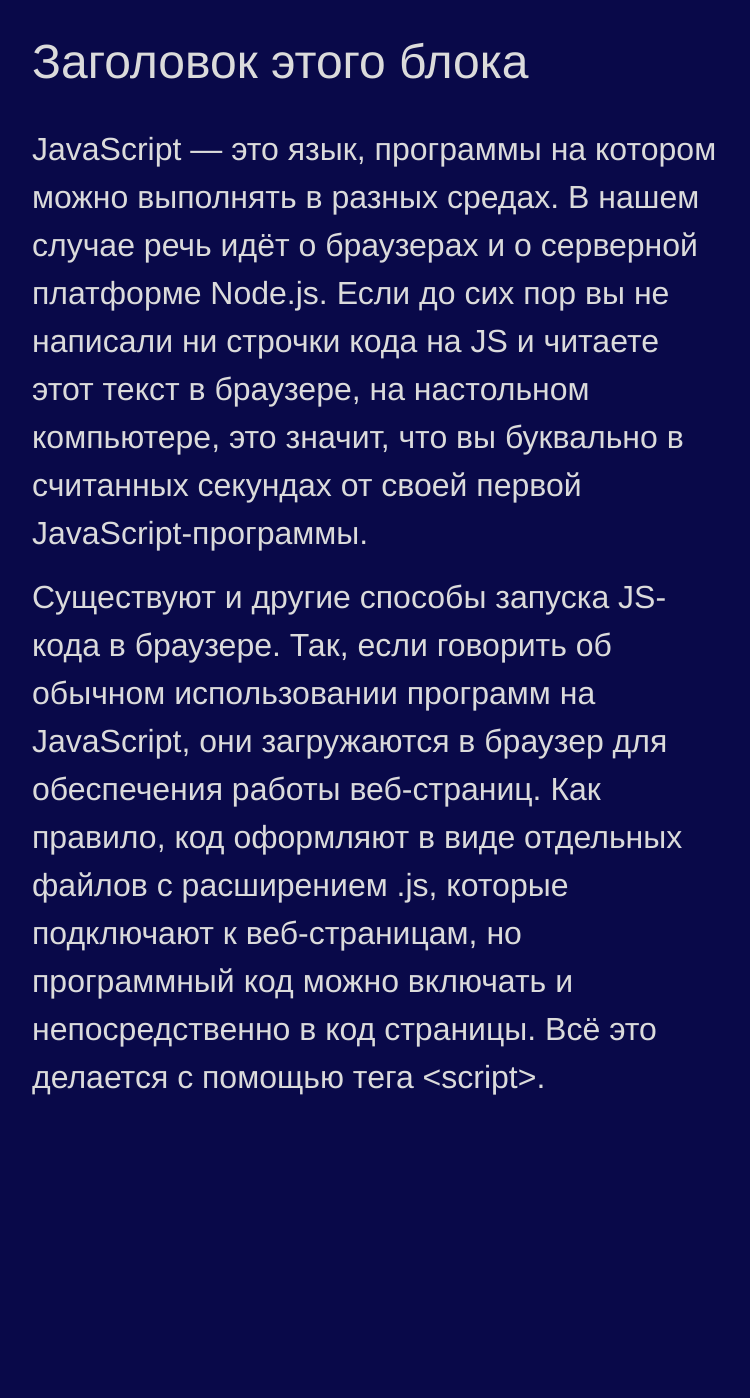 Заголовок этого блока
JavaScript — это язык, программы на котором
можно выполнять в разных средах. В нашем
случае речь идёт о браузерах и о серверной
платформе Node.js. Если до сих пор вы не
написали ни строчки кода на JS и читаете
этот текст в браузере, на настольном
компьютере, это значит, что вы буквально в
считанных секундах от своей первой
JavaScript-программы.
Существуют и другие способы запуска JS-
кода в браузере. Так, если говорить об
обычном использовании программ на
JavaScript, они загружаются в браузер для
обеспечения работы веб-страниц. Как
правило, код оформляют в виде отдельных
файлов с расширением .js, которые
подключают к веб-страницам, но
программный код можно включать и
непосредственно в код страницы. Всё это
делается с помощью тега <script>.